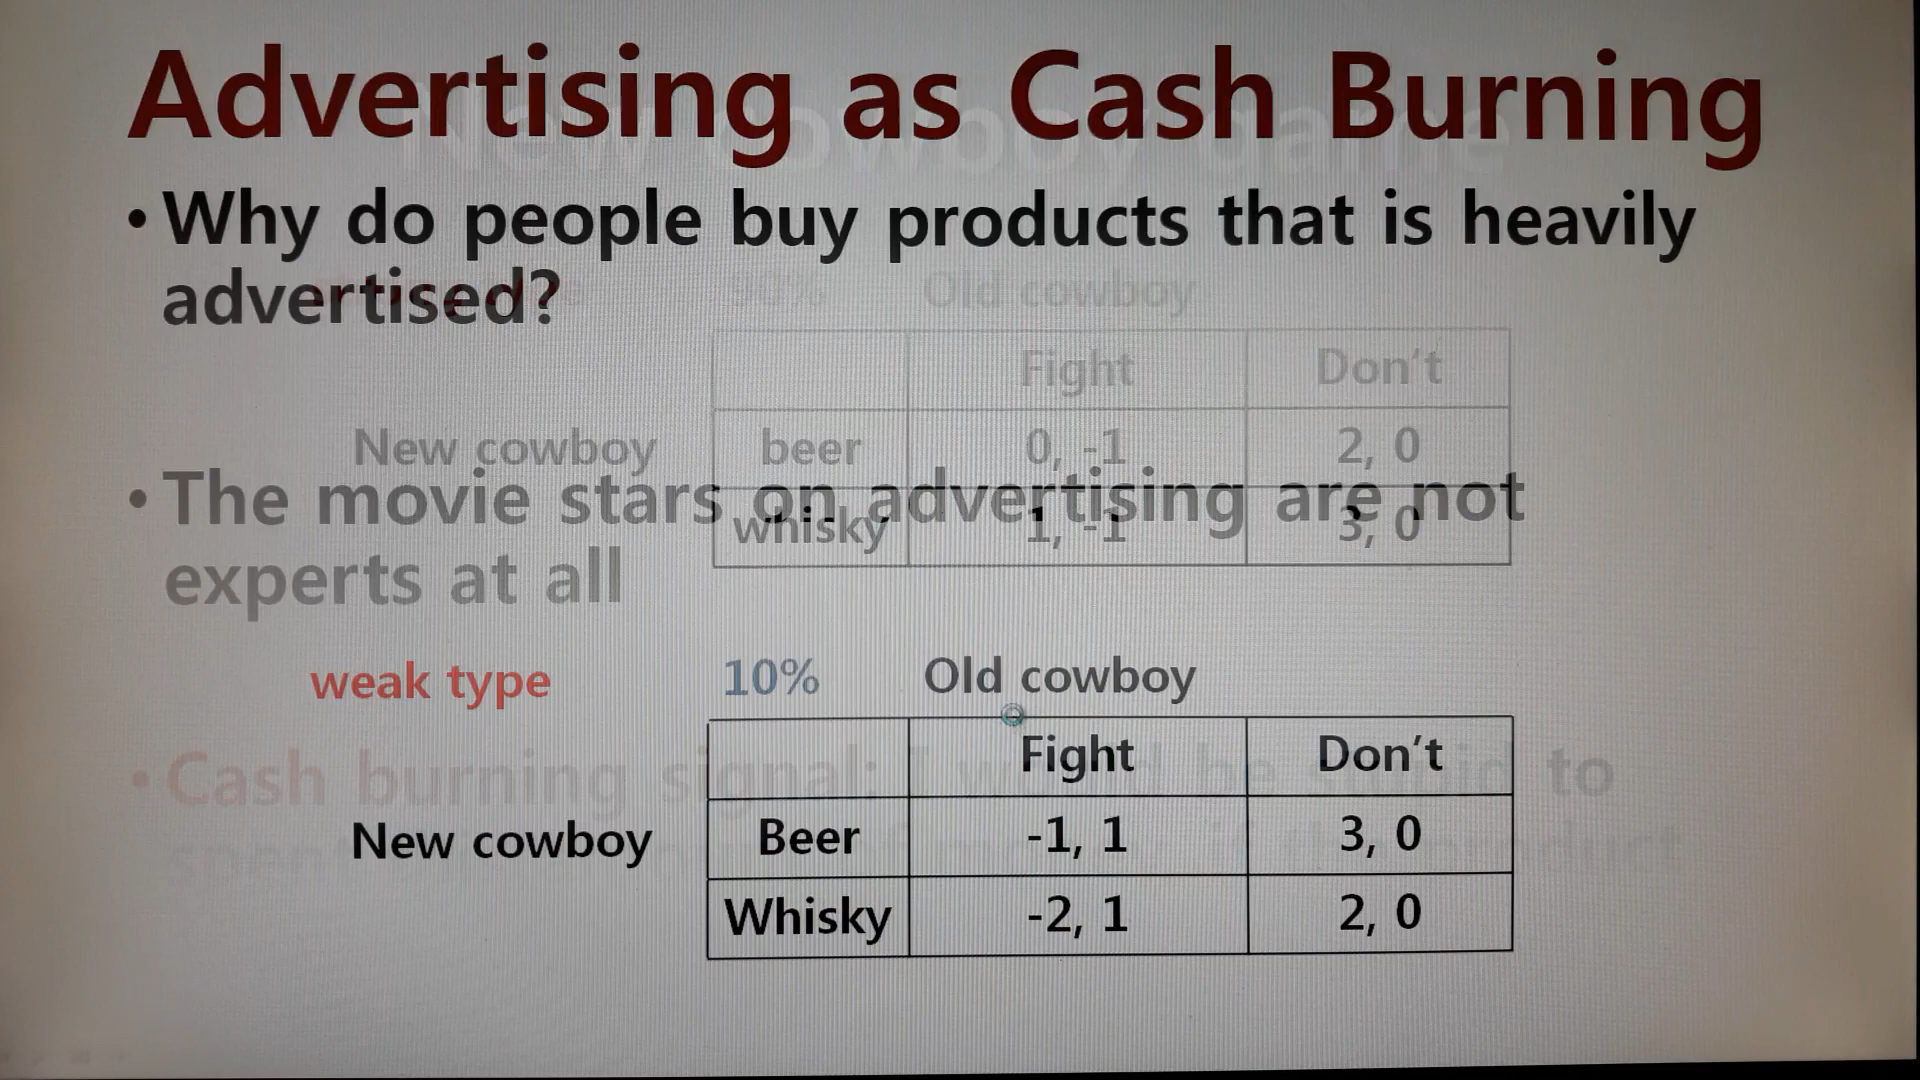 Advertising as Cash Burning
New cowboy game
• Why do people buy products that is heavily
advertised?
90% Old cowboy
Fight Don't
New cowboy beer 0, -1 2, 0
• The movie stars on advertising are not
whisky 1, -1 3, 0
experts at all
weak type 10% Old cowboy
Fight Don't
• Cash burning signal: to
New cowboy Beer -1, 1 3, 0
Whisky -2, 1 2, 0